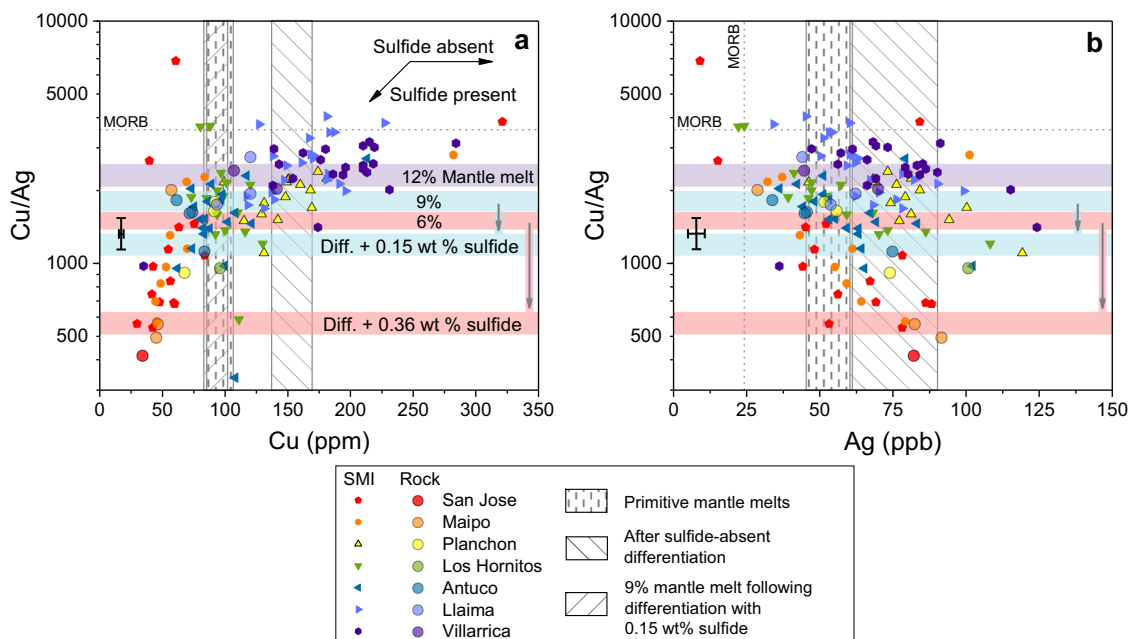 10000
5000
1000
500
Cu/Ag
a
Sulfide absent
Sulfide present
MORB
12% Mantle melt
9%
6%
Diff. + 0.15 wt % sulfide
Diff. + 0.36 wt % sulfide
0 50 100 150 200 250 300 350
Cu (ppm)
10000
5000
1000
500
Cu/Ag
b
MORB
MORB
0 25 50 75 100 125 150
Ag (ppb)
SMI Rock
San Jose
Maipo
Planchon
Los Hornitos
Antuco
Llaima
Villarrica
Primitive mantle melts
After sulfide-absent
differentiation
9% mantle melt following
differentiation with
0.15 wt% sulfide